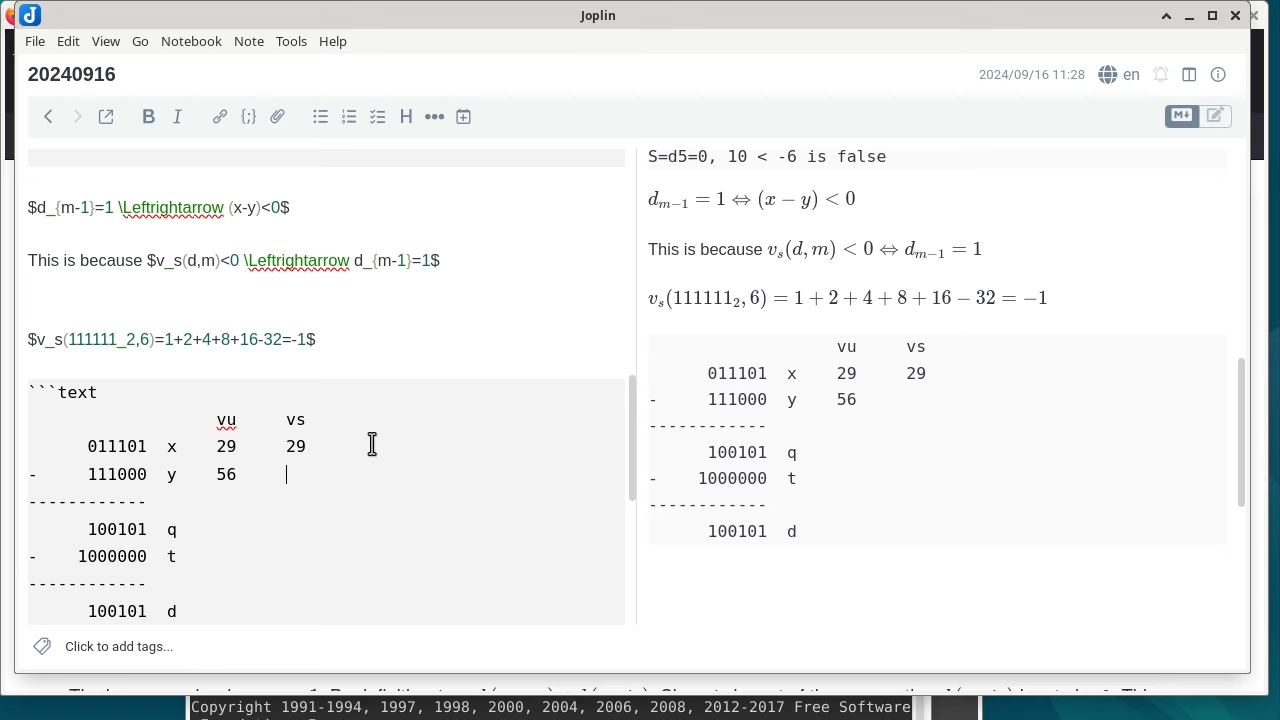 Joplin
File Edit View Go Notebook Note Tools Help
20240916 2024/09/16 11:28 en
$d_{m-1}=1 \Leftrightarrow (x-y)<0$
This is because $v_s(d,m)<0 \Leftrightarrow d_{m-1}=1$
$v_s(111111_2,6)=1+2+4+8+16-32=-1$
```text
vu vs
011101 x 29 29
- 111000 y 56
------------
100101 q
- 1000000 t
------------
100101 d
S=d5=0, 10 < -6 is false
d_{m−1} = 1 ⇔ (x − y) < 0
This is because v_s(d, m) < 0 ⇔ d_{m−1} = 1
v_s(111111₂, 6) = 1 + 2 + 4 + 8 + 16 − 32 = −1
vu vs
011101 x 29 29
- 111000 y 56
------------
100101 q
- 1000000 t
------------
100101 d
Click to add tags...
Copyright 1991-1994, 1997, 1998, 2000, 2004, 2006, 2008, 2012-2017 Free Software